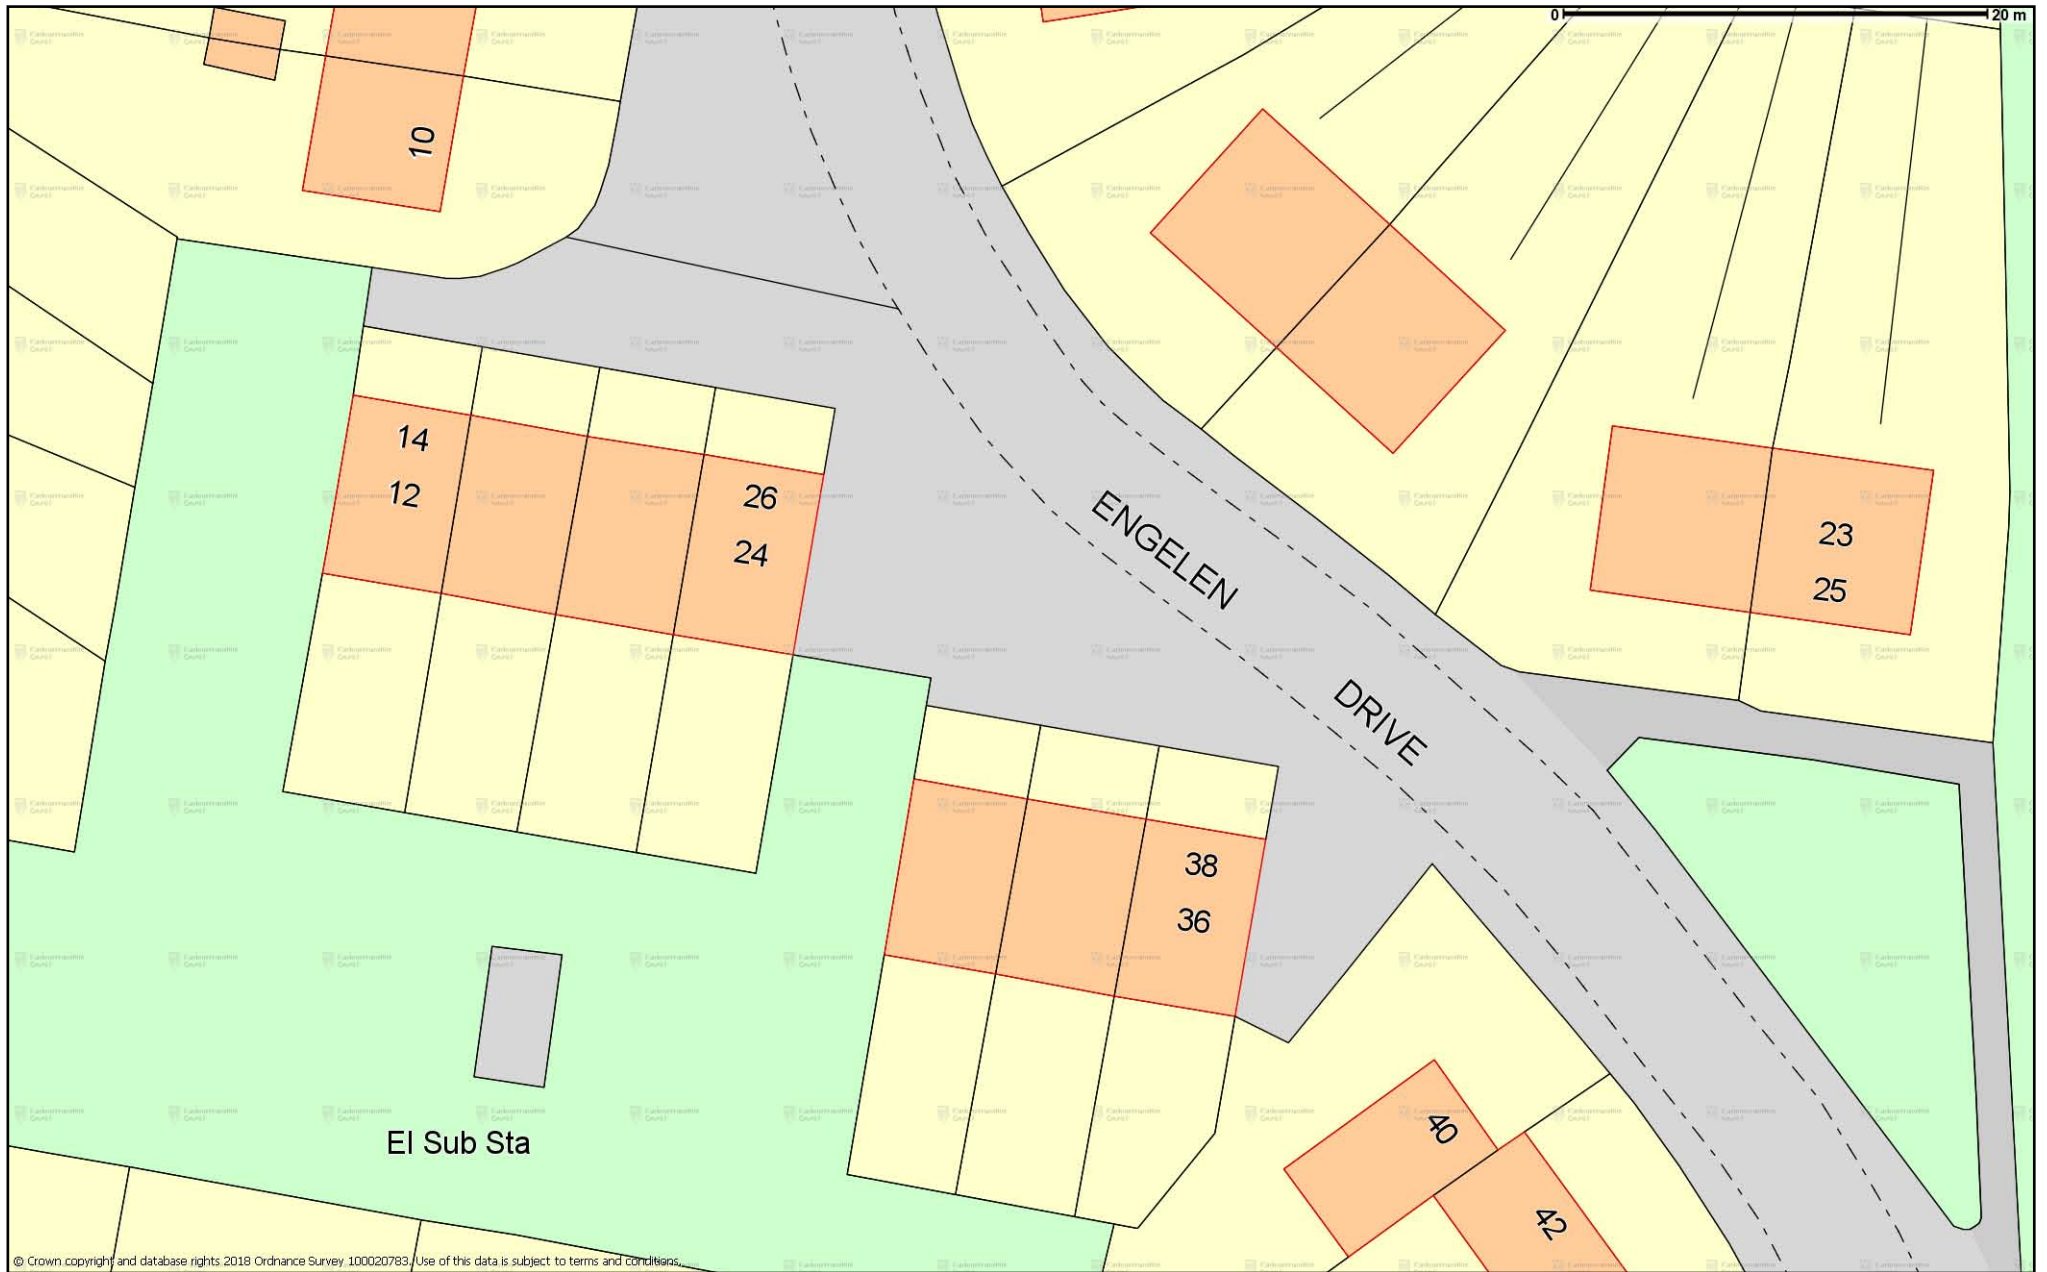 0 20 m
10
14
12
26
24
ENGELEN
DRIVE
23
25
38
36
40
42
El Sub Sta
© Crown copyright and database rights 2018 Ordnance Survey 100020783. Use of this data is subject to terms and conditions.